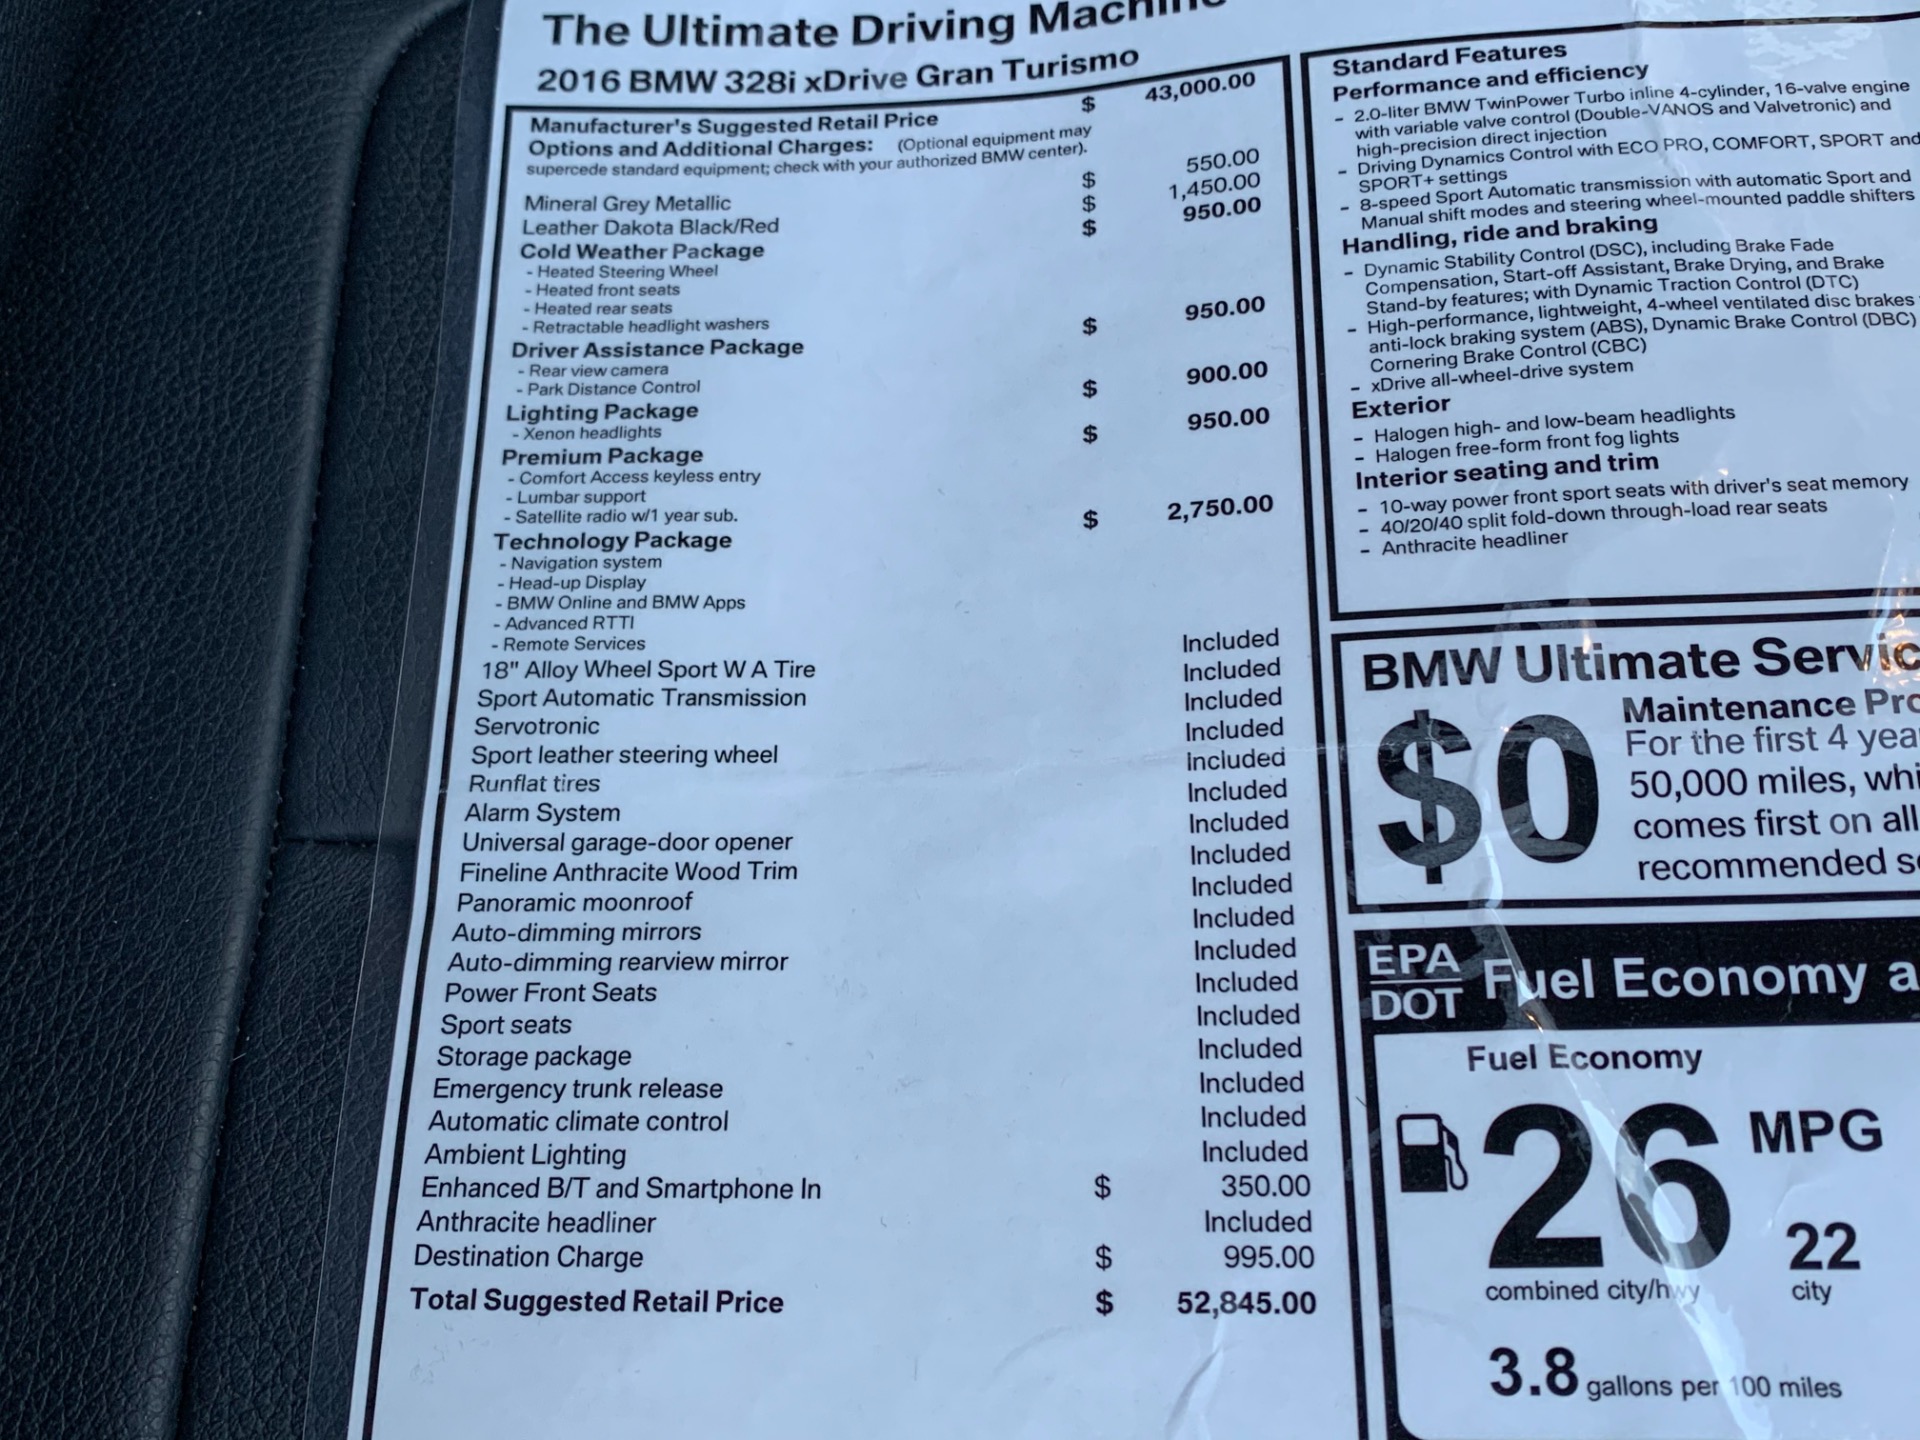 The Ultimate Driving Machine
2016 BMW 328i xDrive Gran Turismo
Manufacturer's Suggested Retail Price $ 43,000.00
Options and Additional Charges: (Optional equipment may
supercede standard equipment; check with your authorized BMW center).
Mineral Grey Metallic $ 550.00
Leather Dakota Black/Red $ 1,450.00
Cold Weather Package $ 950.00
- Heated Steering Wheel
- Heated front seats
- Heated rear seats
- Retractable headlight washers
Driver Assistance Package $ 950.00
- Rear view camera
- Park Distance Control
Lighting Package $ 900.00
- Xenon headlights
Premium Package $ 950.00
- Comfort Access keyless entry
- Lumbar support
- Satellite radio w/1 year sub.
Technology Package $ 2,750.00
- Navigation system
- Head-up Display
- BMW Online and BMW Apps
- Advanced RTTI
- Remote Services
18" Alloy Wheel Sport W A Tire Included
Sport Automatic Transmission Included
Servotronic Included
Sport leather steering wheel Included
Runflat tires Included
Alarm System Included
Universal garage-door opener Included
Fineline Anthracite Wood Trim Included
Panoramic moonroof Included
Auto-dimming mirrors Included
Auto-dimming rearview mirror Included
Power Front Seats Included
Sport seats Included
Storage package Included
Emergency trunk release Included
Automatic climate control Included
Ambient Lighting Included
Enhanced B/T and Smartphone In $ 350.00
Anthracite headliner Included
Destination Charge $ 995.00
Total Suggested Retail Price $ 52,845.00
Standard Features
Performance and efficiency
- 2.0-liter BMW TwinPower Turbo inline 4-cylinder, 16-valve engine
with variable valve control (Double-VANOS and Valvetronic) and
high-precision direct injection
- Driving Dynamics Control with ECO PRO, COMFORT, SPORT and
SPORT+ settings
- 8-speed Sport Automatic transmission with automatic Sport and
Manual shift modes and steering wheel-mounted paddle shifters
Handling, ride and braking
- Dynamic Stability Control (DSC), including Brake Fade
Compensation, Start-off Assistant, Brake Drying, and Brake
Stand-by features; with Dynamic Traction Control (DTC)
- High-performance, lightweight, 4-wheel ventilated disc brakes
anti-lock braking system (ABS), Dynamic Brake Control (DBC)
Cornering Brake Control (CBC)
- xDrive all-wheel-drive system
Exterior
- Halogen high- and low-beam headlights
- Halogen free-form front fog lights
Interior seating and trim
- 10-way power front sport seats with driver's seat memory
- 40/20/40 split fold-down through-load rear seats
- Anthracite headliner
BMW Ultimate Servic
$0
Maintenance Pro
For the first 4 yea
50,000 miles, whi
comes first on all
recommended s
EPA
DOT
Fuel Economy a
Fuel Economy
26 MPG
combined city/hwy
22
city
3.8 gallons per 100 miles